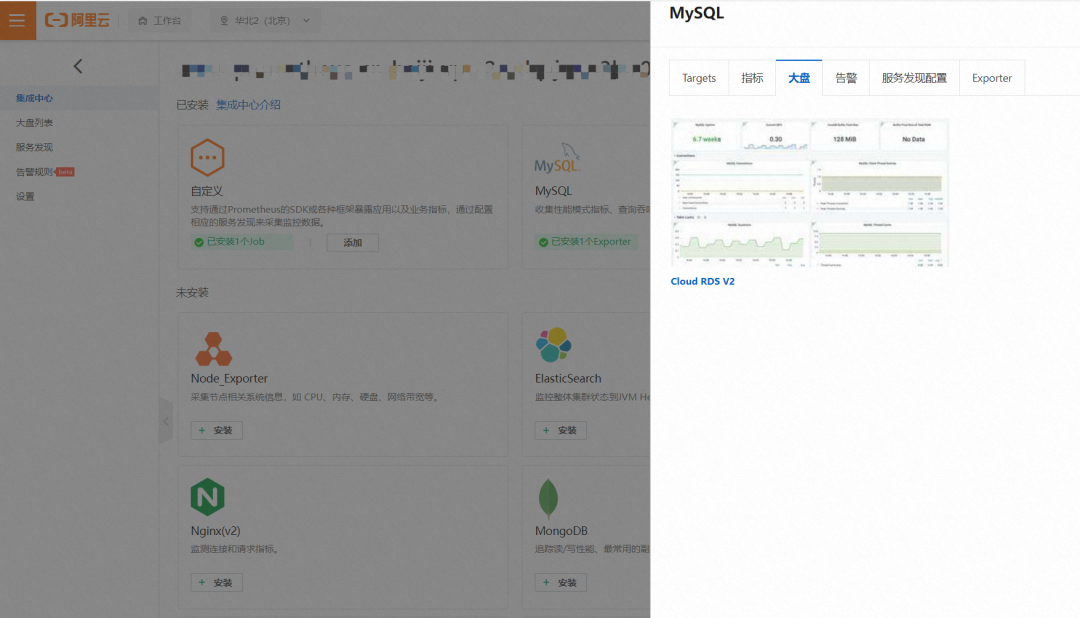 阿里云
工作台
华北2（北京）
集成中心
大盘列表
服务发现
告警规则 beta
设置
已安装 集成中心介绍
自定义
支持通过Prometheus的SDK或各种框架暴露应用以及业务指标，通过配置
相应的服务发现来采集监控数据。
已安装1个Job
添加
MySQL
MySQL
收集性能模式指标、查询吞
已安装1个Exporter
未安装
Node_Exporter
采集节点相关系统信息，如 CPU、内存、硬盘、网络带宽等。
+ 安装
ElasticSearch
监控整体集群状态到JVM He
+ 安装
Nginx(v2)
监测连接和请求指标。
+ 安装
MongoDB
追踪读/写性能、最常用的副
+ 安装
MySQL
Targets
指标
大盘
告警
服务发现配置
Exporter
6.7 weeks
0.30
128 MiB
No Data
Cloud RDS V2